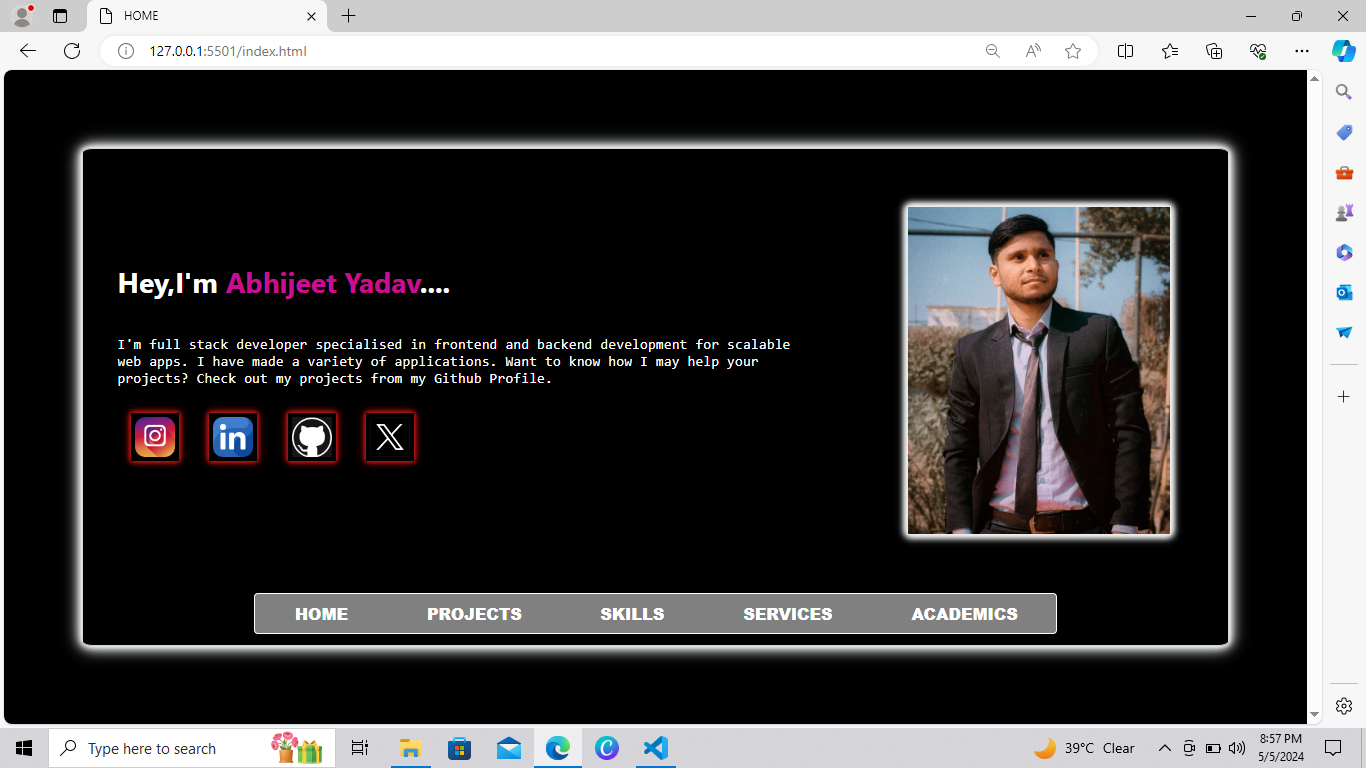 HOME
127.0.0.1:5501/index.html
Hey,I'm Abhijeet Yadav....
I'm full stack developer specialised in frontend and backend development for scalable
web apps. I have made a variety of applications. Want to know how I may help your
projects? Check out my projects from my Github Profile.
in
HOME PROJECTS SKILLS SERVICES ACADEMICS
Type here to search
39°C Clear
8:57 PM
5/5/2024